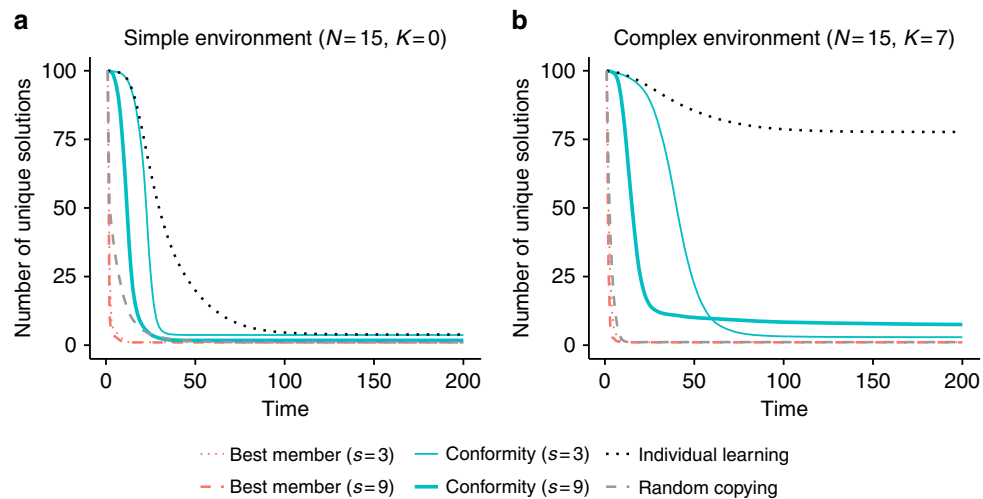 a
Simple environment (N=15, K=0)
Number of unique solutions
100
75
50
25
0
0 50 100 150 200
Time
b
Complex environment (N=15, K=7)
Number of unique solutions
100
75
50
25
0
0 50 100 150 200
Time
Best member (s=3) Conformity (s=3) Individual learning
Best member (s=9) Conformity (s=9) Random copying